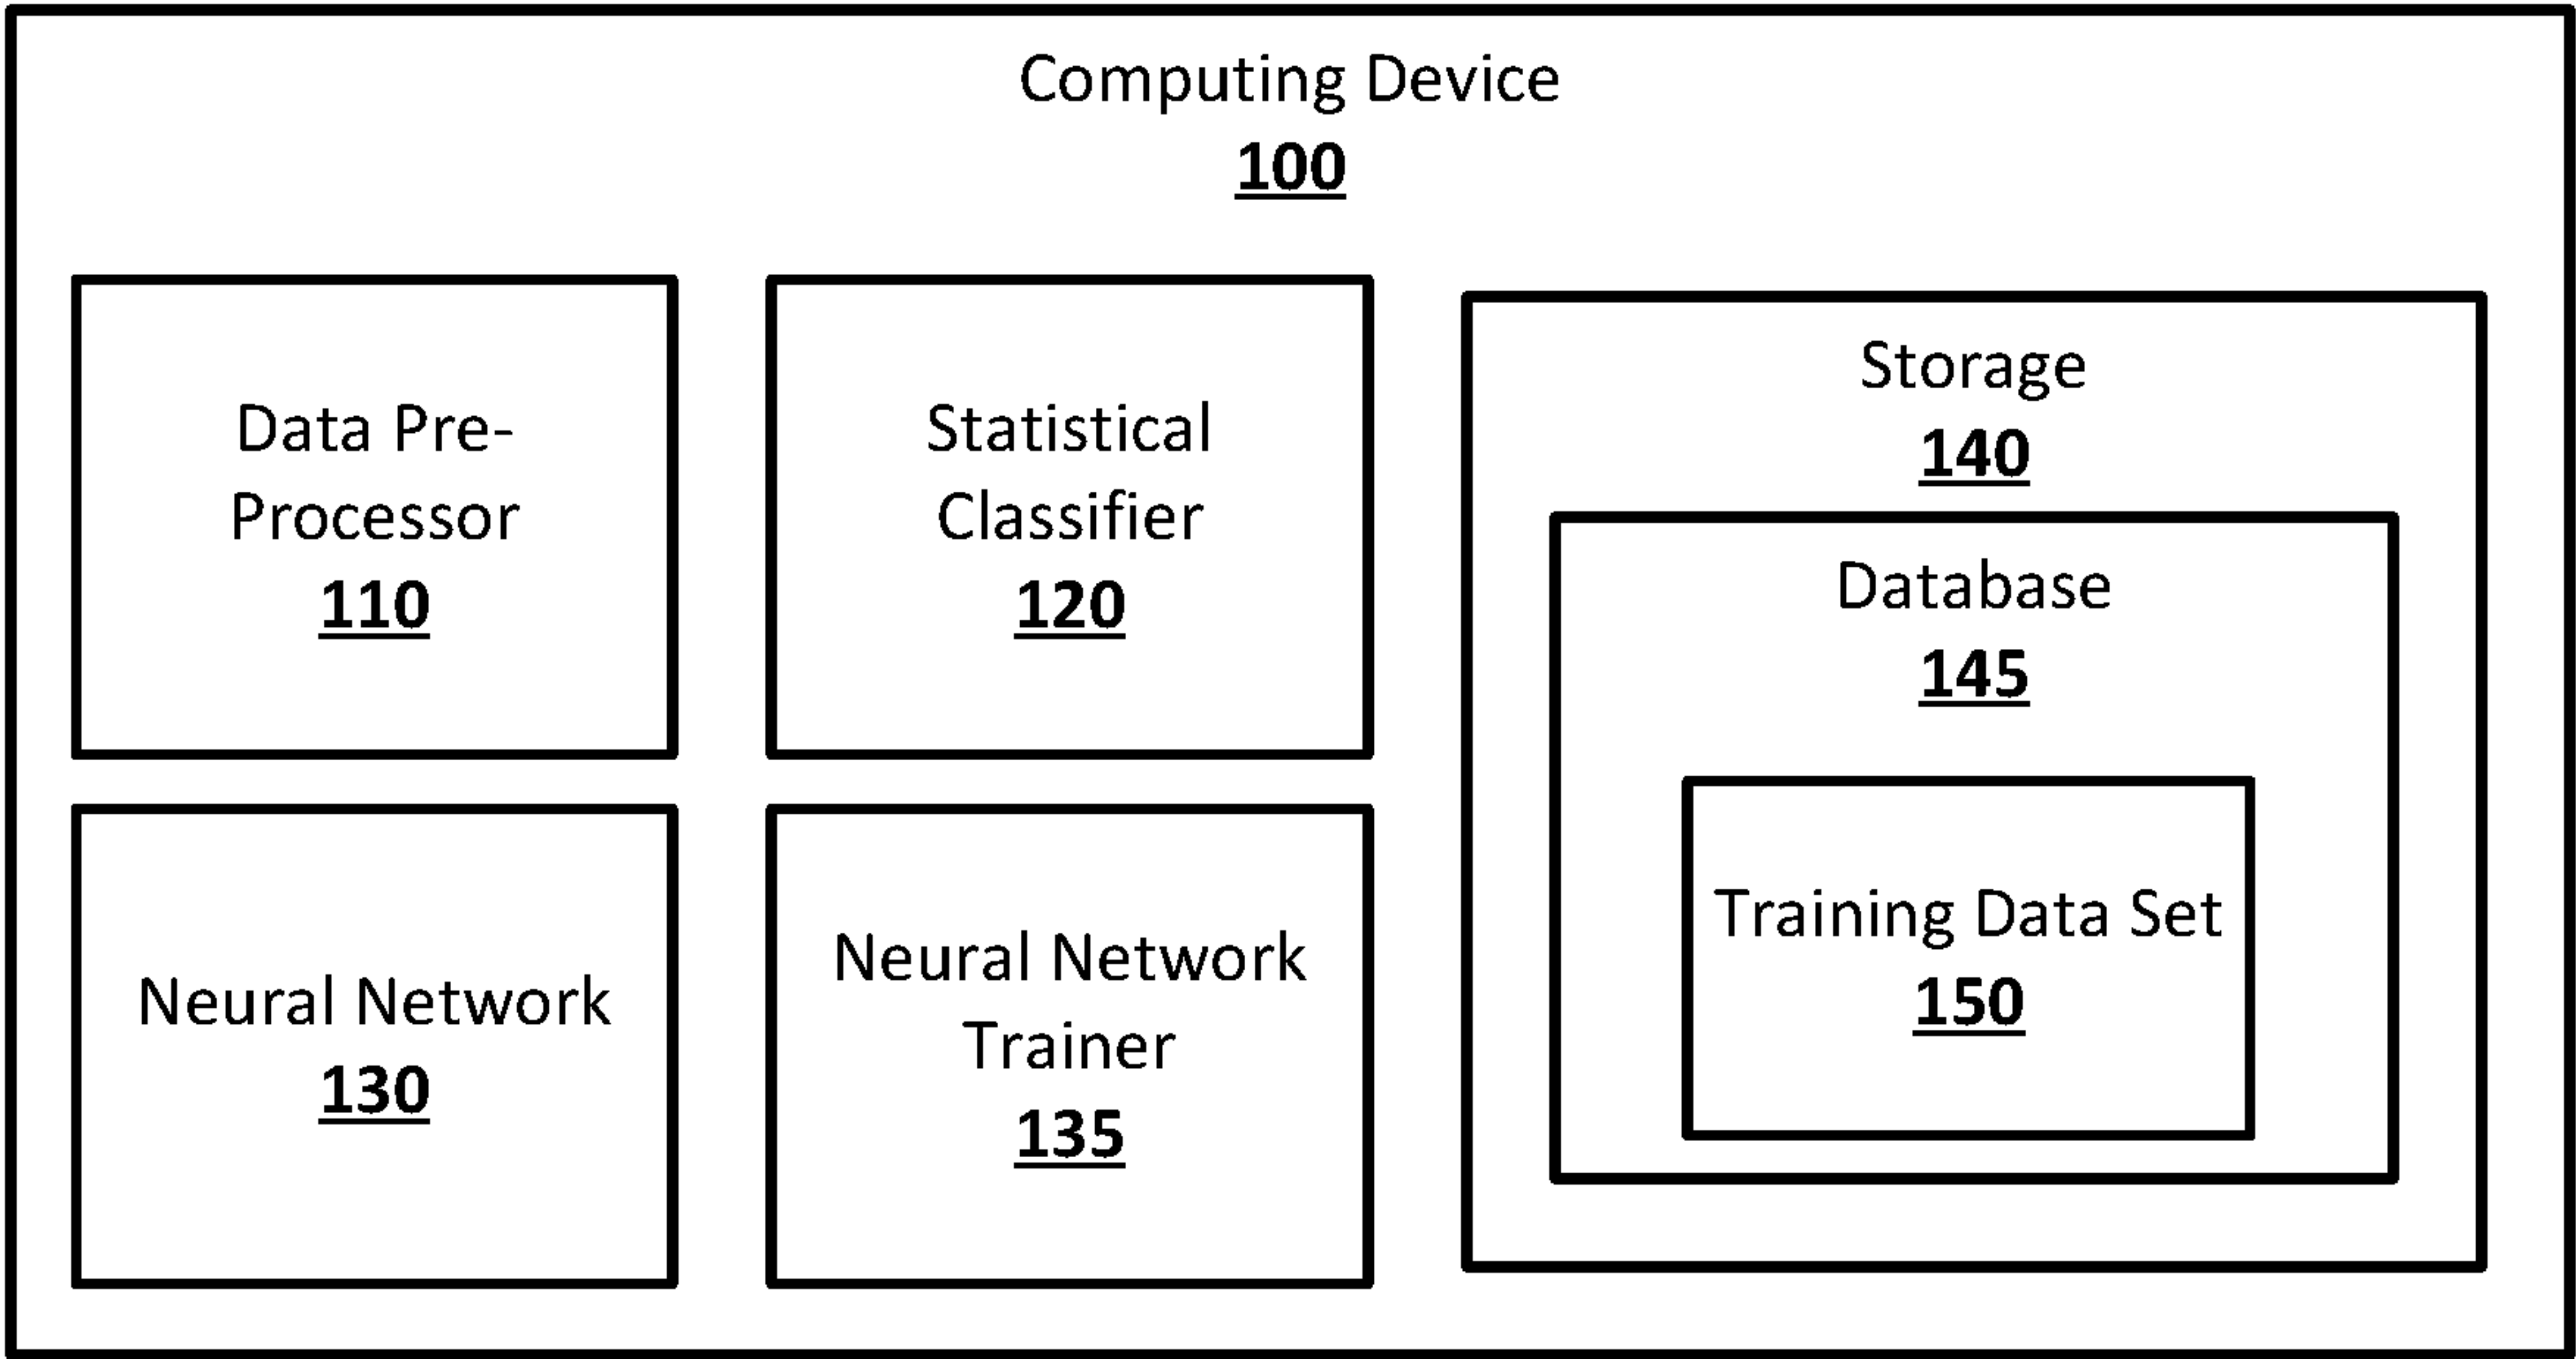 Computing Device
100
Data Pre-
Processor
110
Statistical
Classifier
120
Neural Network
130
Neural Network
Trainer
135
Storage
140
Database
145
Training Data Set
150